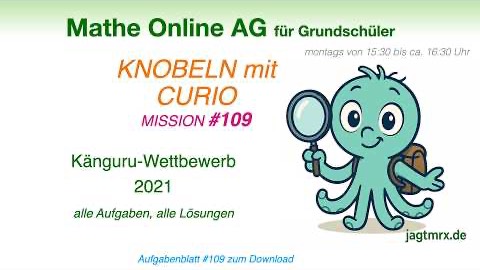 Mathe Online AG für Grundschüler
montags von 15:30 bis ca. 16:30 Uhr
KNOBELN mit
CURIO
MISSION #109
Känguru-Wettbewerb
2021
alle Aufgaben, alle Lösungen
jagtmrx.de
Aufgabenblatt #109 zum Download